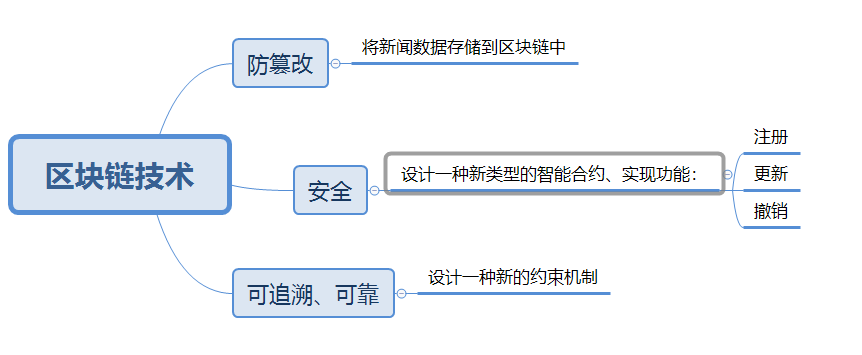 区块链技术
防篡改
将新闻数据存储到区块链中
安全
设计一种新类型的智能合约、实现功能：
注册
更新
撤销
可追溯、可靠
设计一种新的约束机制